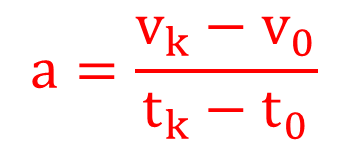 a = (vₖ − v₀) / (tₖ − t₀)